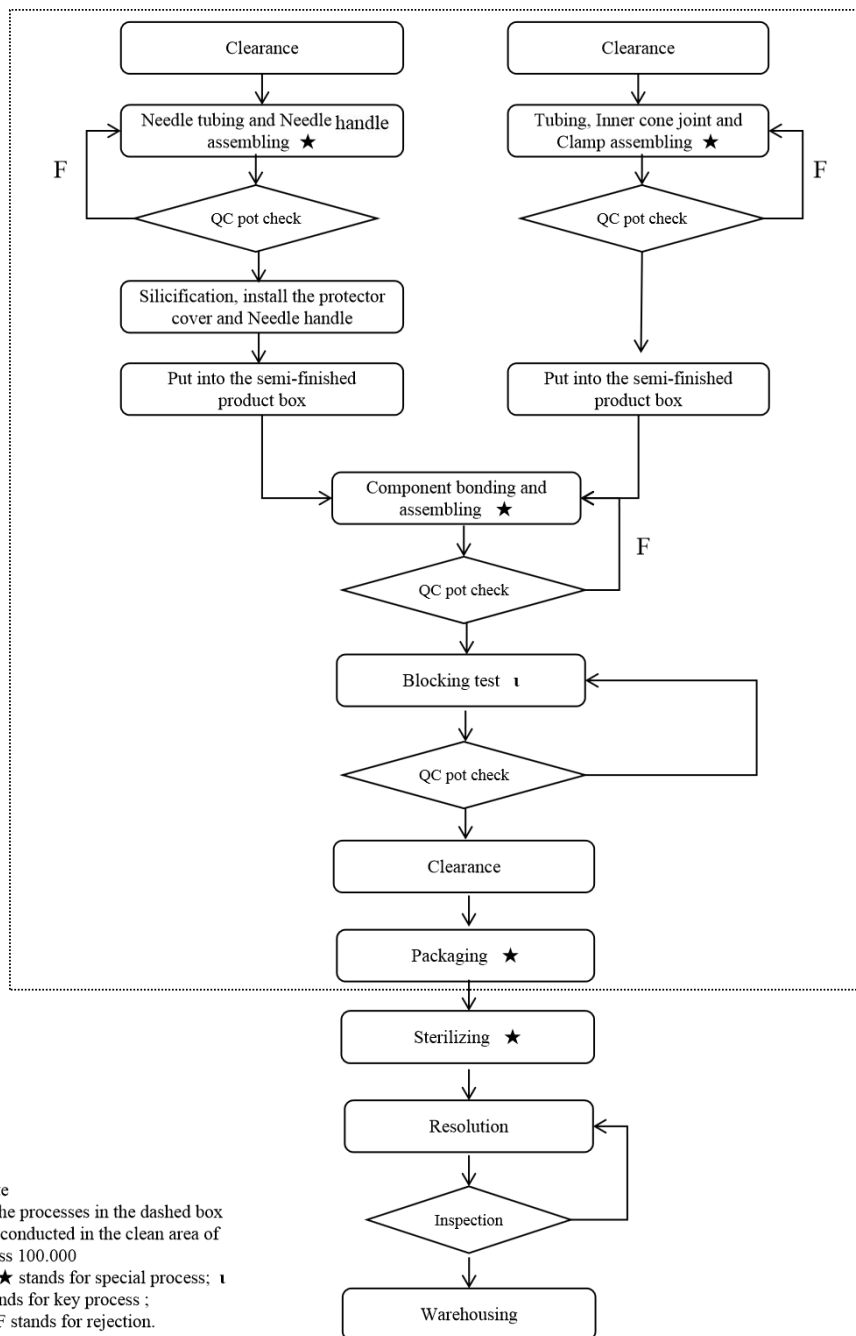 Clearance
Needle tubing and Needle handle
assembling ★
F
QC pot check
Silicification, install the protector
cover and Needle handle
Put into the semi-finished
product box
Clearance
Tubing, Inner cone joint and
Clamp assembling ★
F
QC pot check
Put into the semi-finished
product box
Component bonding and
assembling ★
F
QC pot check
Blocking test ι
QC pot check
Clearance
Packaging ★
Sterilizing ★
Resolution
Inspection
Warehousing
te
he processes in the dashed box
conducted in the clean area of
ss 100.000
★ stands for special process; ι
nds for key process ;
F stands for rejection.